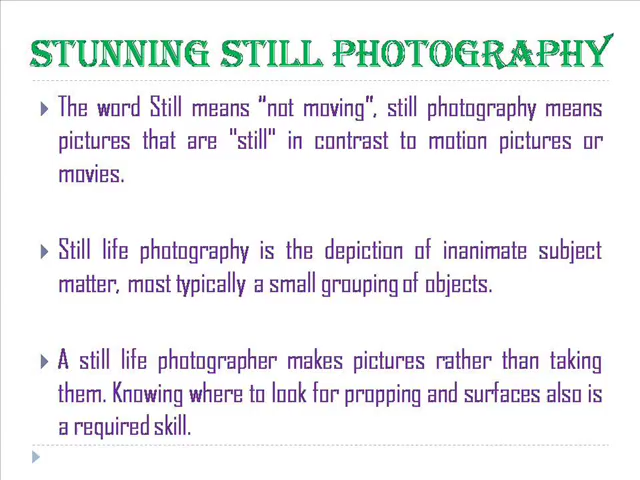 STUNNING STILL PHOTOGRAPHY
The word Still means "not moving", still photography means
pictures that are "still" in contrast to motion pictures or
movies.
Still life photography is the depiction of inanimate subject
matter, most typically a small grouping of objects.
A still life photographer makes pictures rather than taking
them. Knowing where to look for propping and surfaces also is
a required skill.